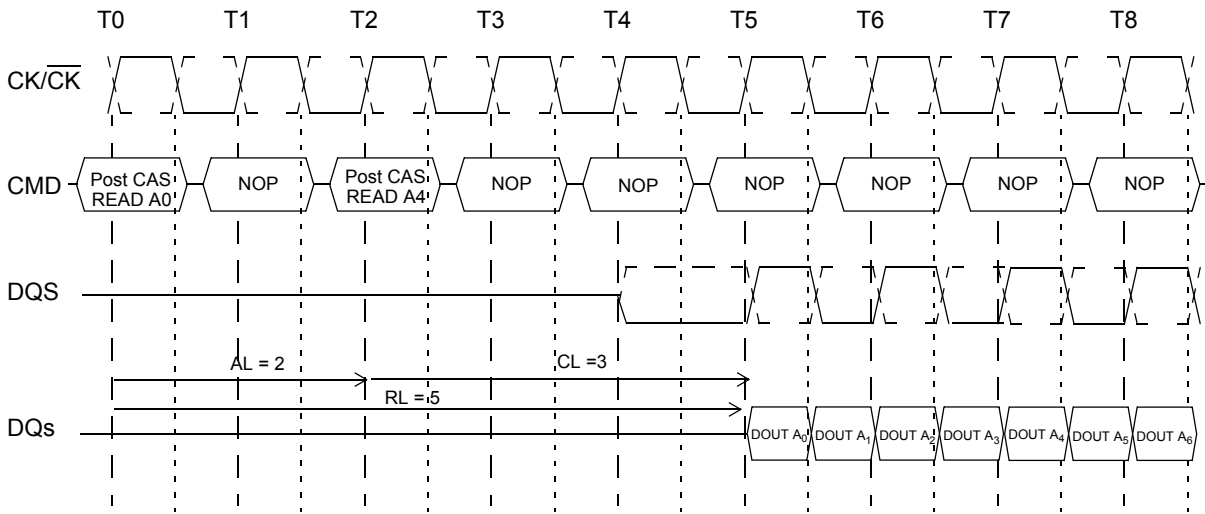 T0 T1 T2 T3 T4 T5 T6 T7 T8
CK/CK
CMD
Post CAS
READ A0
NOP
Post CAS
READ A4
NOP
NOP
NOP
NOP
NOP
NOP
DQS
AL = 2
CL =3
RL = 5
DQs
DOUT A0 DOUT A1 DOUT A2 DOUT A3 DOUT A4 DOUT A5 DOUT A6